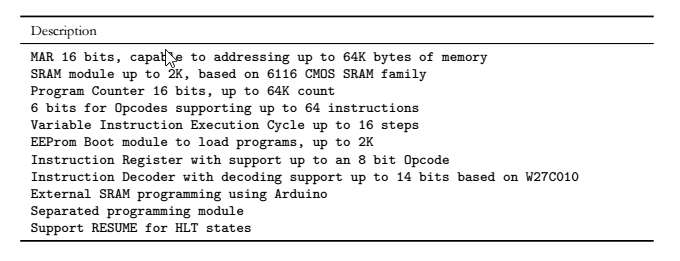 Description
MAR 16 bits, capable to addressing up to 64K bytes of memory
SRAM module up to 2K, based on 6116 CMOS SRAM family
Program Counter 16 bits, up to 64K count
6 bits for Opcodes supporting up to 64 instructions
Variable Instruction Execution Cycle up to 16 steps
EEProm Boot module to load programs, up to 2K
Instruction Register with support up to an 8 bit Opcode
Instruction Decoder with decoding support up to 14 bits based on W27C010
External SRAM programming using Arduino
Separated programming module
Support RESUME for HLT states